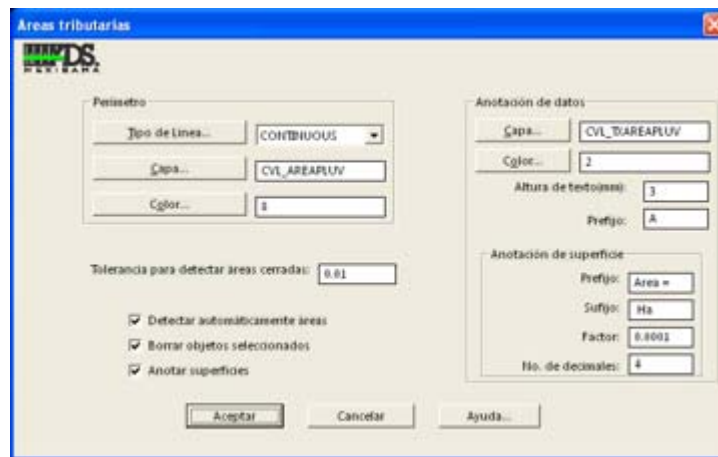 Areas tributarias
DS.
MEXICANA
Perímetro
Tipo de Linea...
CONTINUOUS
Capa...
CVL_AREAPLUV
Color...
Tolerancia para detectar áreas cerradas:
0.01
Detectar automáticamente áreas
Borrar objetos seleccionados
Anotar superficies
Anotación de datos
Capa...
CVL_TXAREAPLUV
Color...
2
Altura de texto(mm):
3
Prefijo:
A
Anotación de superficie
Prefijo:
Area =
Sufijo:
Ha
Factor:
0.0001
No. de decimales:
4
Aceptar
Cancelar
Ayuda...